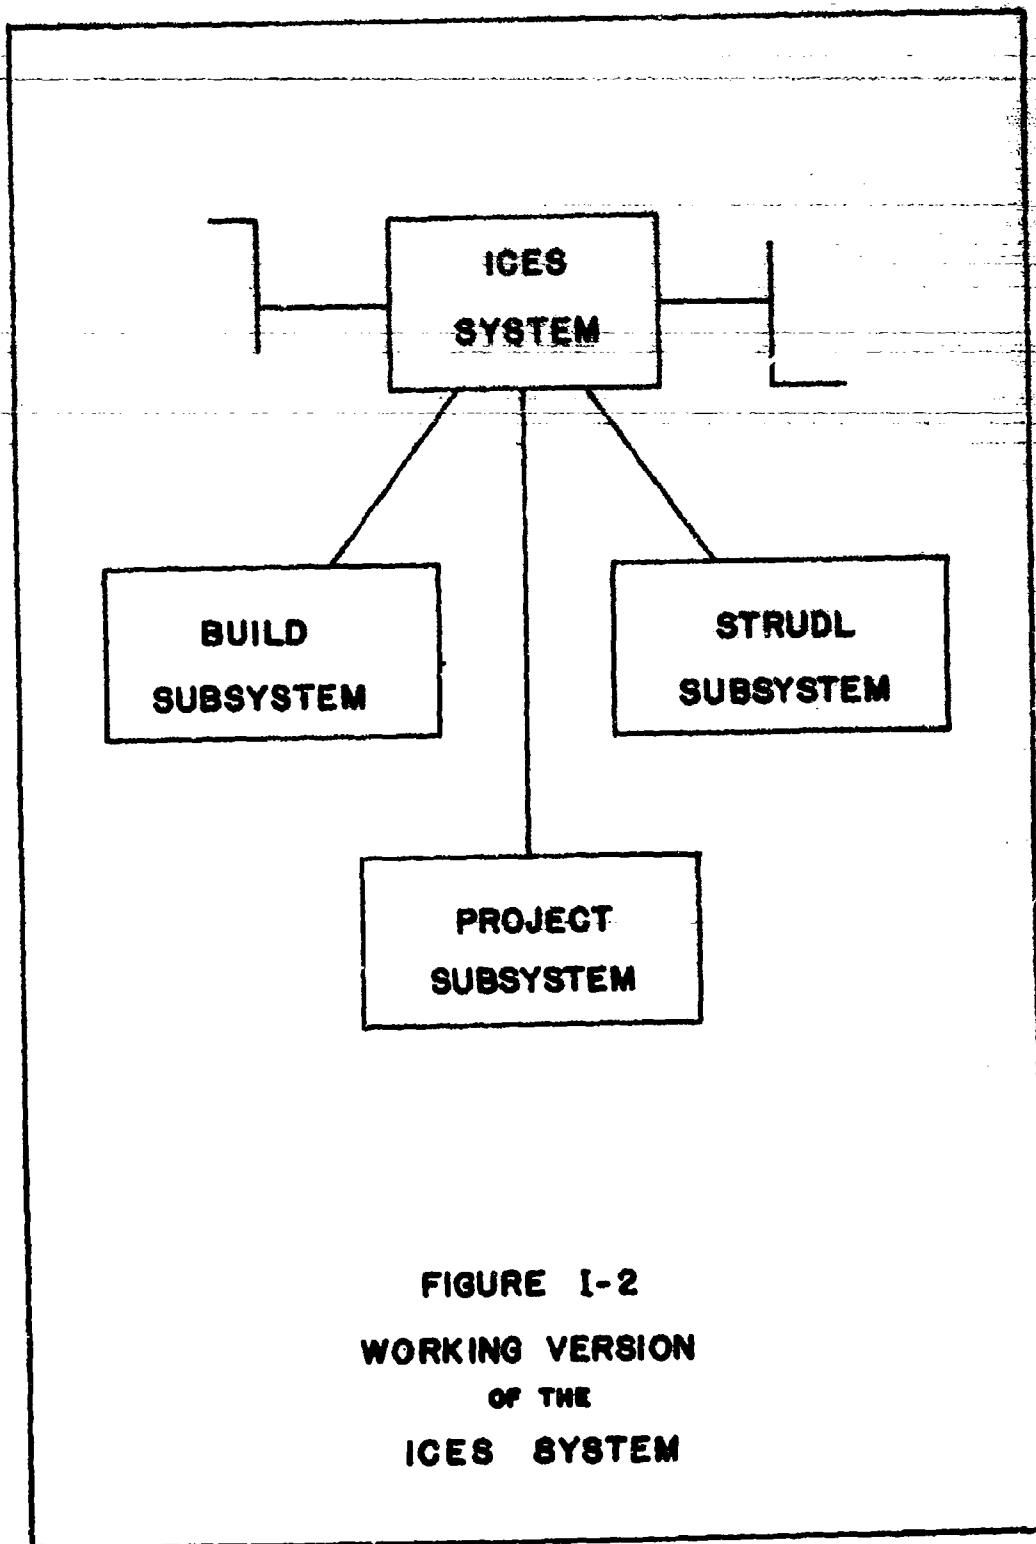 ICES
SYSTEM
BUILD
SUBSYSTEM
STRUDL
SUBSYSTEM
PROJECT
SUBSYSTEM
FIGURE I-2
WORKING VERSION
OF THE
ICES SYSTEM